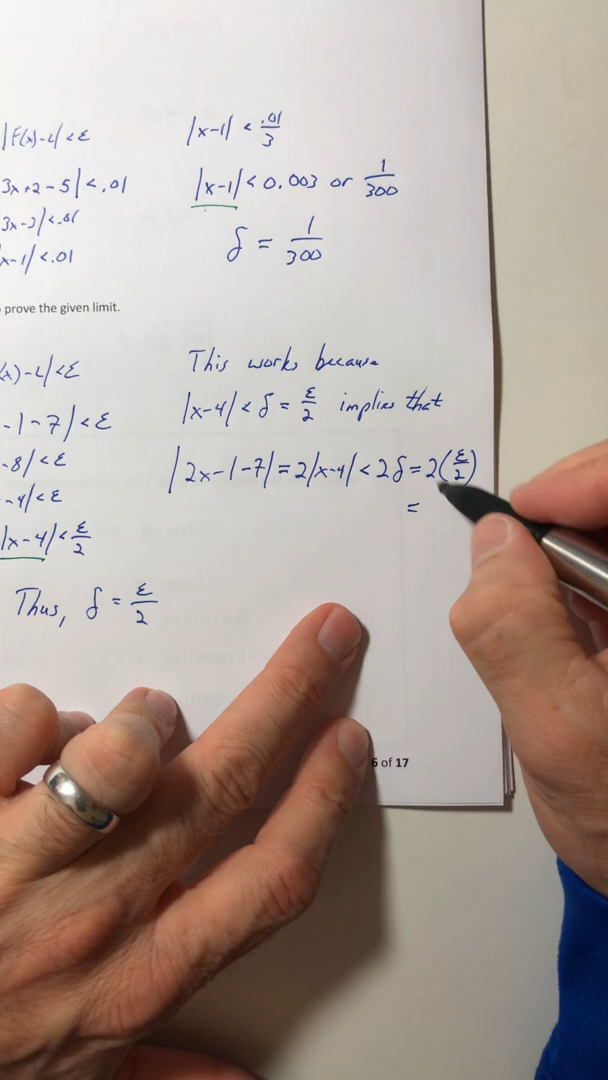 |F(x)-L|<ε
3x+2-5|<.01
3x-3|<.01
x-1|<.01
|x-1| < .01/3
|x-1| < 0.003 or 1/300
δ = 1/300
prove the given limit.
(x)-L|<ε
-1-7|<ε
-8|<ε
-4|<ε
|x-4|<ε/2
Thus, δ = ε/2
This works because
|x-4| < δ = ε/2 implies that
|2x-1-7| = 2|x-4| < 2δ = 2(ε/2)
=
6 of 17